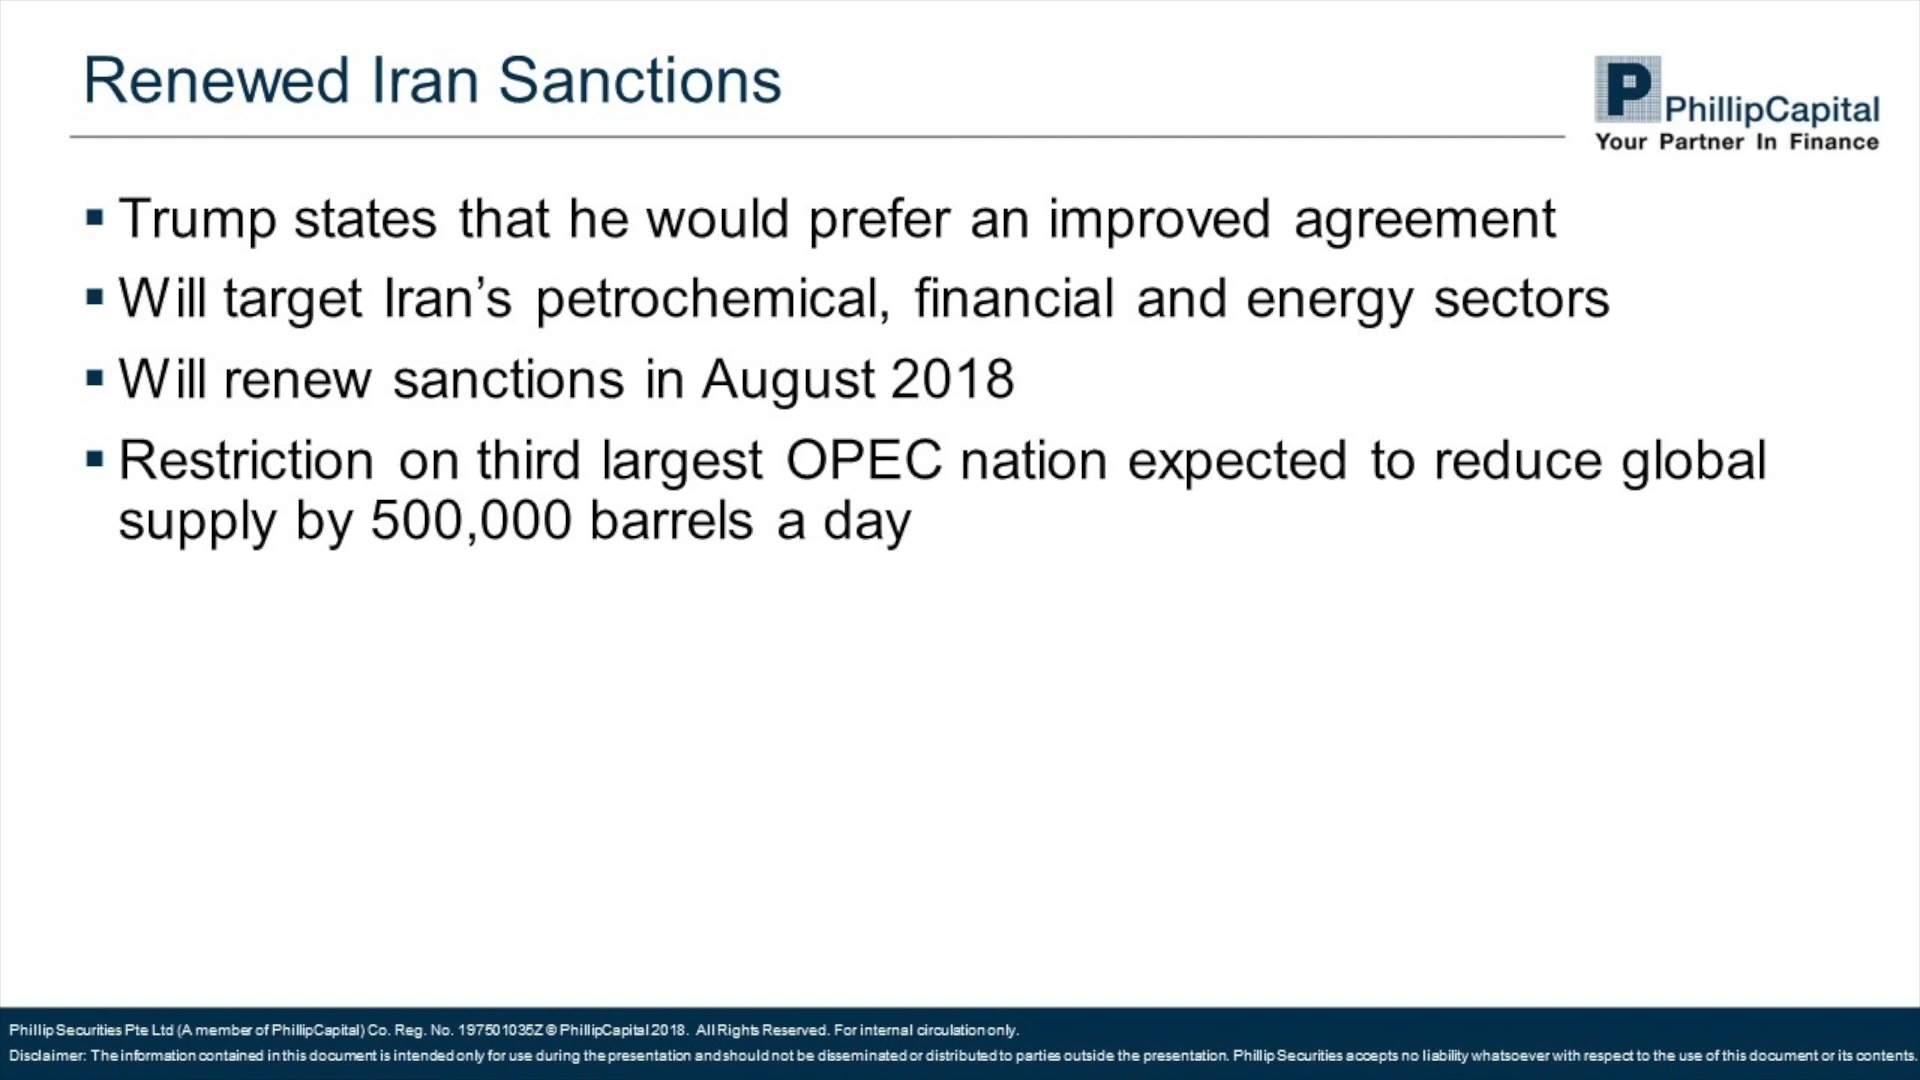 Renewed Iran Sanctions
PhillipCapital
Your Partner In Finance
▪ Trump states that he would prefer an improved agreement
▪ Will target Iran’s petrochemical, financial and energy sectors
▪ Will renew sanctions in August 2018
▪ Restriction on third largest OPEC nation expected to reduce global
supply by 500,000 barrels a day
Phillip Securities Pte Ltd (A member of PhillipCapital) Co. Reg. No. 197501035Z © PhillipCapital 2018. All Rights Reserved. For internal circulation only.
Disclaimer: The information contained in this document is intended only for use during the presentation and should not be disseminated or distributed to parties outside the presentation. Phillip Securities accepts no liability whatsoever with respect to the use of this document or its contents.